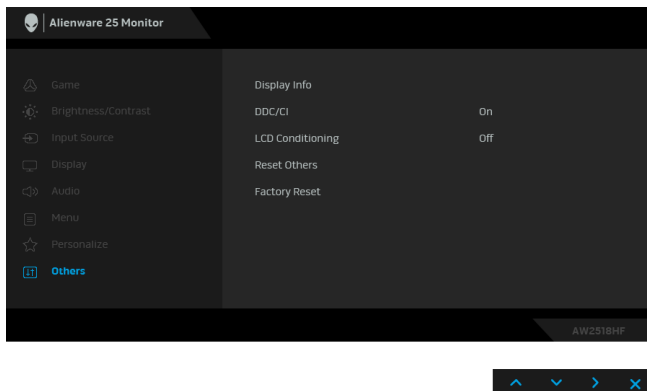 Alienware 25 Monitor
Game
Brightness/Contrast
Input Source
Display
Audio
Menu
Personalize
Others
Display Info
DDC/CI On
LCD Conditioning Off
Reset Others
Factory Reset
AW2518HF